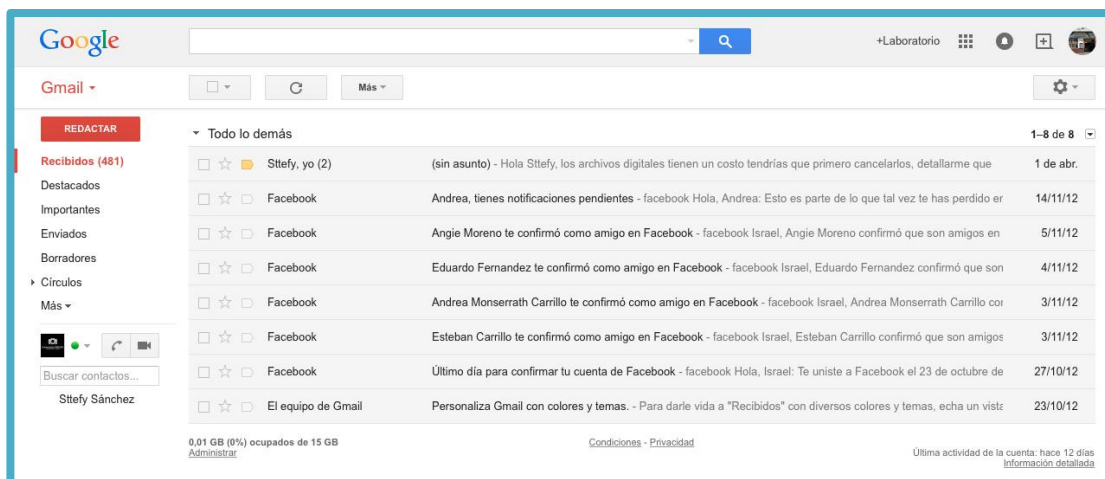 Google
+Laboratorio
Gmail
Más
REDACTAR
Todo lo demás
1–8 de 8
Recibidos (481)
Destacados
Importantes
Enviados
Borradores
Círculos
Más
Buscar contactos...
Sttefy Sánchez
Sttefy, yo (2) (sin asunto) - Hola Sttefy, los archivos digitales tienen un costo tendrías que primero cancelarlos, detallarme que 1 de abr.
Facebook Andrea, tienes notificaciones pendientes - facebook Hola, Andrea: Esto es parte de lo que tal vez te has perdido er 14/11/12
Facebook Angie Moreno te confirmó como amigo en Facebook - facebook Israel, Angie Moreno confirmó que son amigos en 5/11/12
Facebook Eduardo Fernandez te confirmó como amigo en Facebook - facebook Israel, Eduardo Fernandez confirmó que son 4/11/12
Facebook Andrea Monserrath Carrillo te confirmó como amigo en Facebook - facebook Israel, Andrea Monserrath Carrillo cor 3/11/12
Facebook Esteban Carrillo te confirmó como amigo en Facebook - facebook Israel, Esteban Carrillo confirmó que son amigos 3/11/12
Facebook Último día para confirmar tu cuenta de Facebook - facebook Hola, Israel: Te uniste a Facebook el 23 de octubre de 27/10/12
El equipo de Gmail Personaliza Gmail con colores y temas. - Para darle vida a "Recibidos" con diversos colores y temas, echa un vista 23/10/12
0,01 GB (0%) ocupados de 15 GB
Administrar
Condiciones - Privacidad
Última actividad de la cuenta: hace 12 días
Información detallada